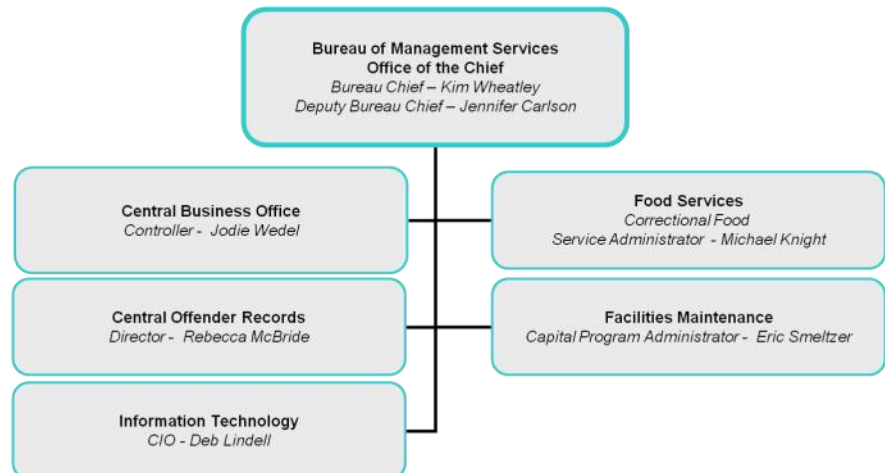 Bureau of Management Services
Office of the Chief
Bureau Chief – Kim Wheatley
Deputy Bureau Chief – Jennifer Carlson
Central Business Office
Controller - Jodie Wedel
Food Services
Correctional Food
Service Administrator - Michael Knight
Central Offender Records
Director - Rebecca McBride
Facilities Maintenance
Capital Program Administrator - Eric Smeltzer
Information Technology
CIO - Deb Lindell